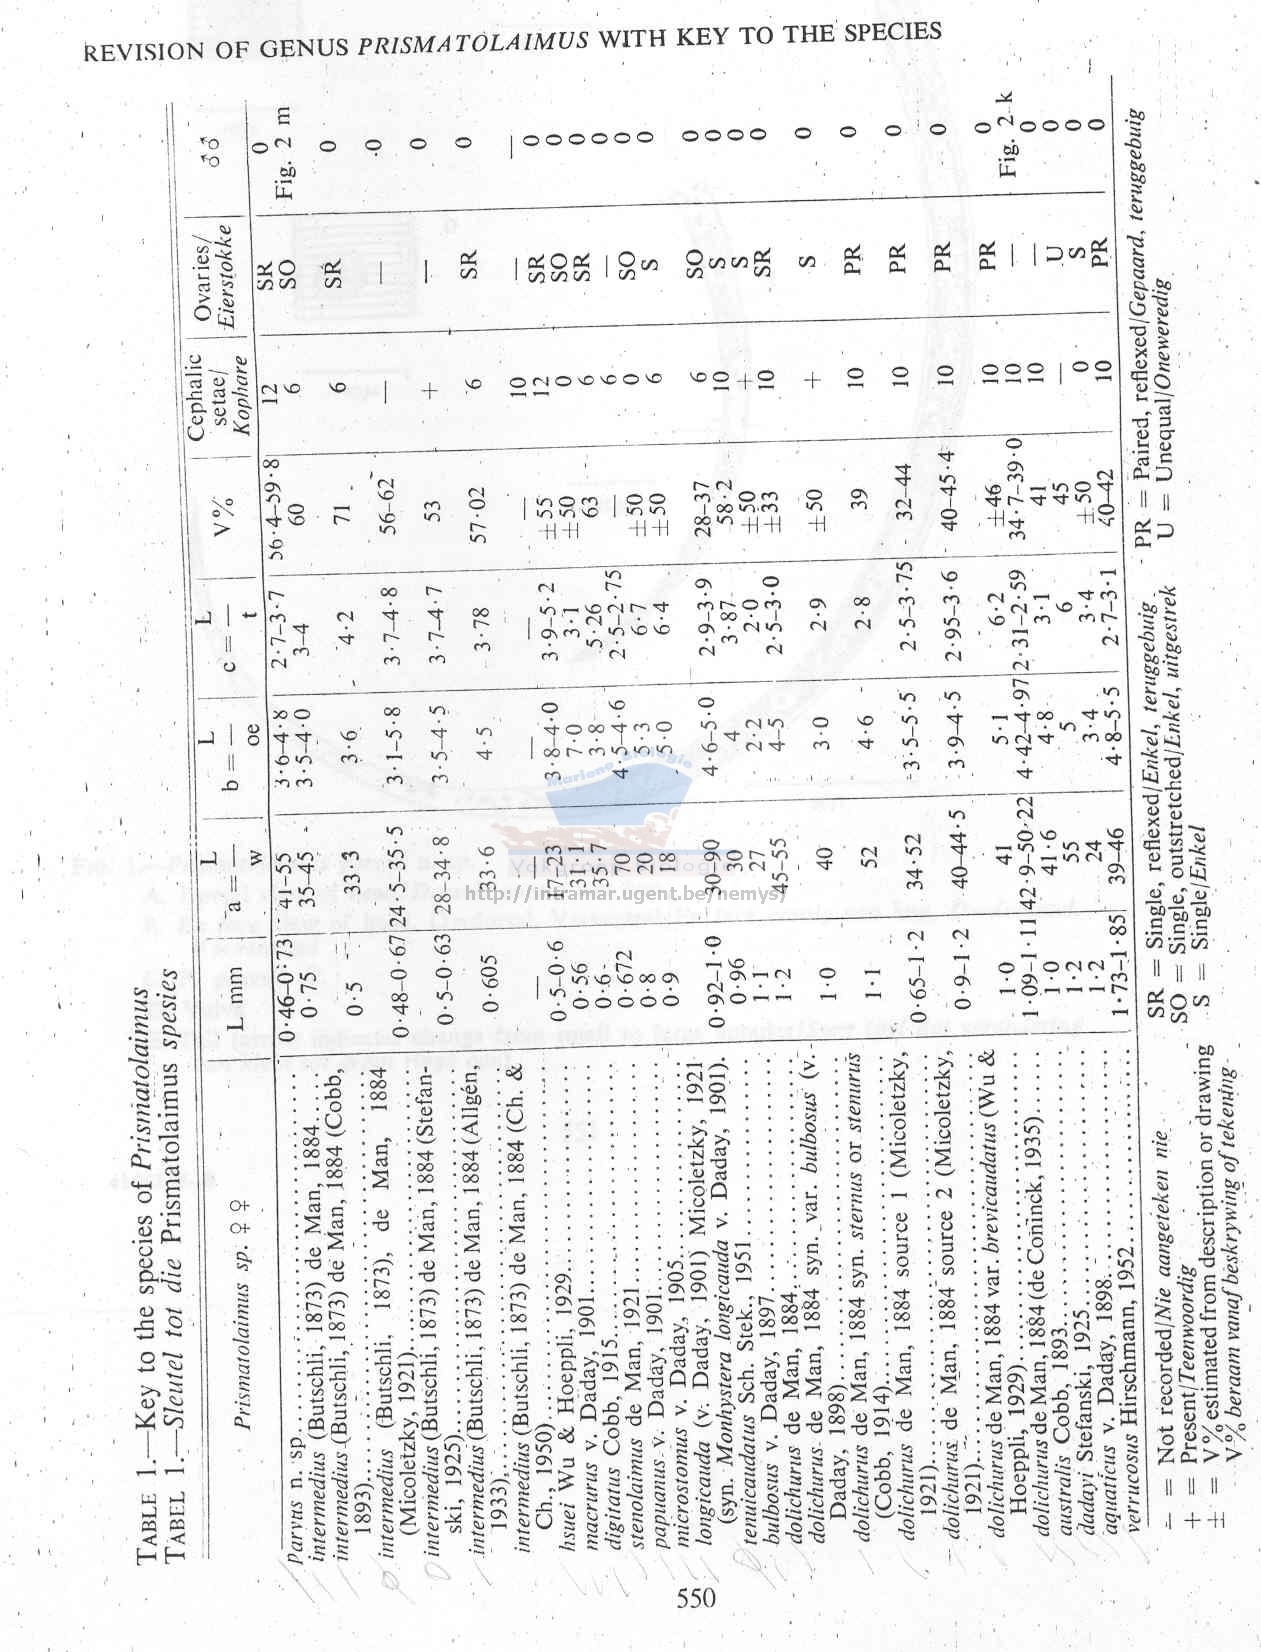 REVISION OF GENUS PRISMATOLAIMUS WITH KEY TO THE SPECIES
TABLE 1.—Key to the species of Prismatolaimus
TABEL 1.—Sleutel tot die Prismatolaimus spesies
Prismatolaimus sp. ♀♀ L mm a = L/w b = L/oe c = L/t V% Cephalic setae/Kophare Ovaries/Eierstokke ♂♂
parvus n. sp. 0·46–0·73 41–55 3·6–4·8 2·7–3·7 56·4–59·8 12 SR 0
intermedius (Butschli, 1873) de Man, 1884 0·75 35–45 3·5–4·0 3–4 60 6 SO Fig. 2 m
intermedius (Butschli, 1873) de Man, 1884 (Cobb,
1893) 0·5 33·3 3·6 4·2 71 6 SR 0
intermedius (Butschli, 1873), de Man, 1884
(Micoletzky, 1921) 0·48–0·67 24·5–35·5 3·1–5·8 3·7–4·8 56–62 — — 0
intermedius (Butschli, 1873) de Man, 1884 (Stefan-
ski, 1925) 0·5–0·63 28–34·8 3·5–4·5 3·7–4·7 53 + — 0
intermedius (Butschli, 1873) de Man, 1884 (Allgén,
1933), 0·605 33·6 4·5 3·78 57·02 6 SR 0
intermedius (Butschli, 1873) de Man, 1884 (Ch. &
Ch., 1950) — — — — — 10 — —
hsuei Wu & Hoeppli, 1929 0·5–0·6 17–23 3·8–4·0 3·9–5·2 ±55 12 SR 0
macrurus v. Daday, 1901 0·56 31·1 7·0 3·1 ±50 0 SO 0
digitatus Cobb, 1915 0·6 35·7 3·8 5·26 63 6 SR 0
stenolaimus de Man, 1921 0·672 70 4·5–4·6 2·5–2·75 — 6 — 0
papuanus v. Daday, 1901 0·8 20 5·3 6·7 ±50 0 SO 0
microstomus v. Daday, 1905 0·9 18 5·0 6·4 ±50 6 S 0
longicauda (v. Daday, 1901) Micoletzky, 1921
(syn. Monhystera longicauda v. Daday, 1901). 0·92–1·0 30–90 4·6–5·0 2·9–3·9 28–37 6 SO 0
tenuicaudatus Sch. Stek., 1951 0·96 30 4 3·87 58·2 10 S 0
bulbosus v. Daday, 1897 1·1 27 2·2 2·0 ±50 + S 0
dolichurus de Man, 1884 1·2 45–55 4–5 2·5–3·0 ±33 10 SR 0
dolichurus de Man, 1884 syn. var. bulbosus (v.
Daday, 1898) 1·0 40 3·0 2·9 ±50 + S 0
dolichurus de Man, 1884 syn. sternus or stenurus
(Cobb, 1914) 1·1 52 4·6 2·8 39 10 PR 0
dolichurus de Man, 1884 source 1 (Micoletzky,
1921) 0·65–1·2 34–52 3·5–5·5 2·5–3·75 32–44 10 PR 0
dolichurus de Man, 1884 source 2 (Micoletzky,
1921) 0·9–1·2 40–44·5 3·9–4·5 2·95–3·6 40–45·4 10 PR 0
dolichurus de Man, 1884 var. brevicaudatus (Wu &
Hoeppli, 1929) 1·0 41 5·1 6·2 ±46 10 PR 0
dolichurus de Man, 1884 (de Coninck, 1935) 1·09–1·11 42·9–50·22 4·42–4·97 2·31–2·59 34·7–39·0 10 — Fig. 2 k
australis Cobb, 1893 1·0 41·6 4·8 3·1 41 10 — 0
dadayi Stefanski, 1925 1·2 55 5 6 45 — U 0
aquaticus v. Daday, 1898 1·2 24 3·4 3·4 ±50 0 S 0
verrucosus Hirschmann, 1952 1·73–1·85 39–46 4·8–5·5 2·7–3·1 40–42 10 PR 0
— = Not recorded/Nie aangeteken nie
+ = Present/Teenwoordig
± = V% estimated from description or drawing
V% beraam vanaf beskrywing of tekening
SR = Single, reflexed/Enkel, teruggebuig
SO = Single, outstretched/Enkel, uitgestrek
S = Single/Enkel
PR = Paired, reflexed/Gepaard, teruggebuig
U = Unequal/Oneweredig
550
Mariene Biologie
http://intramar.ugent.be/nemys/